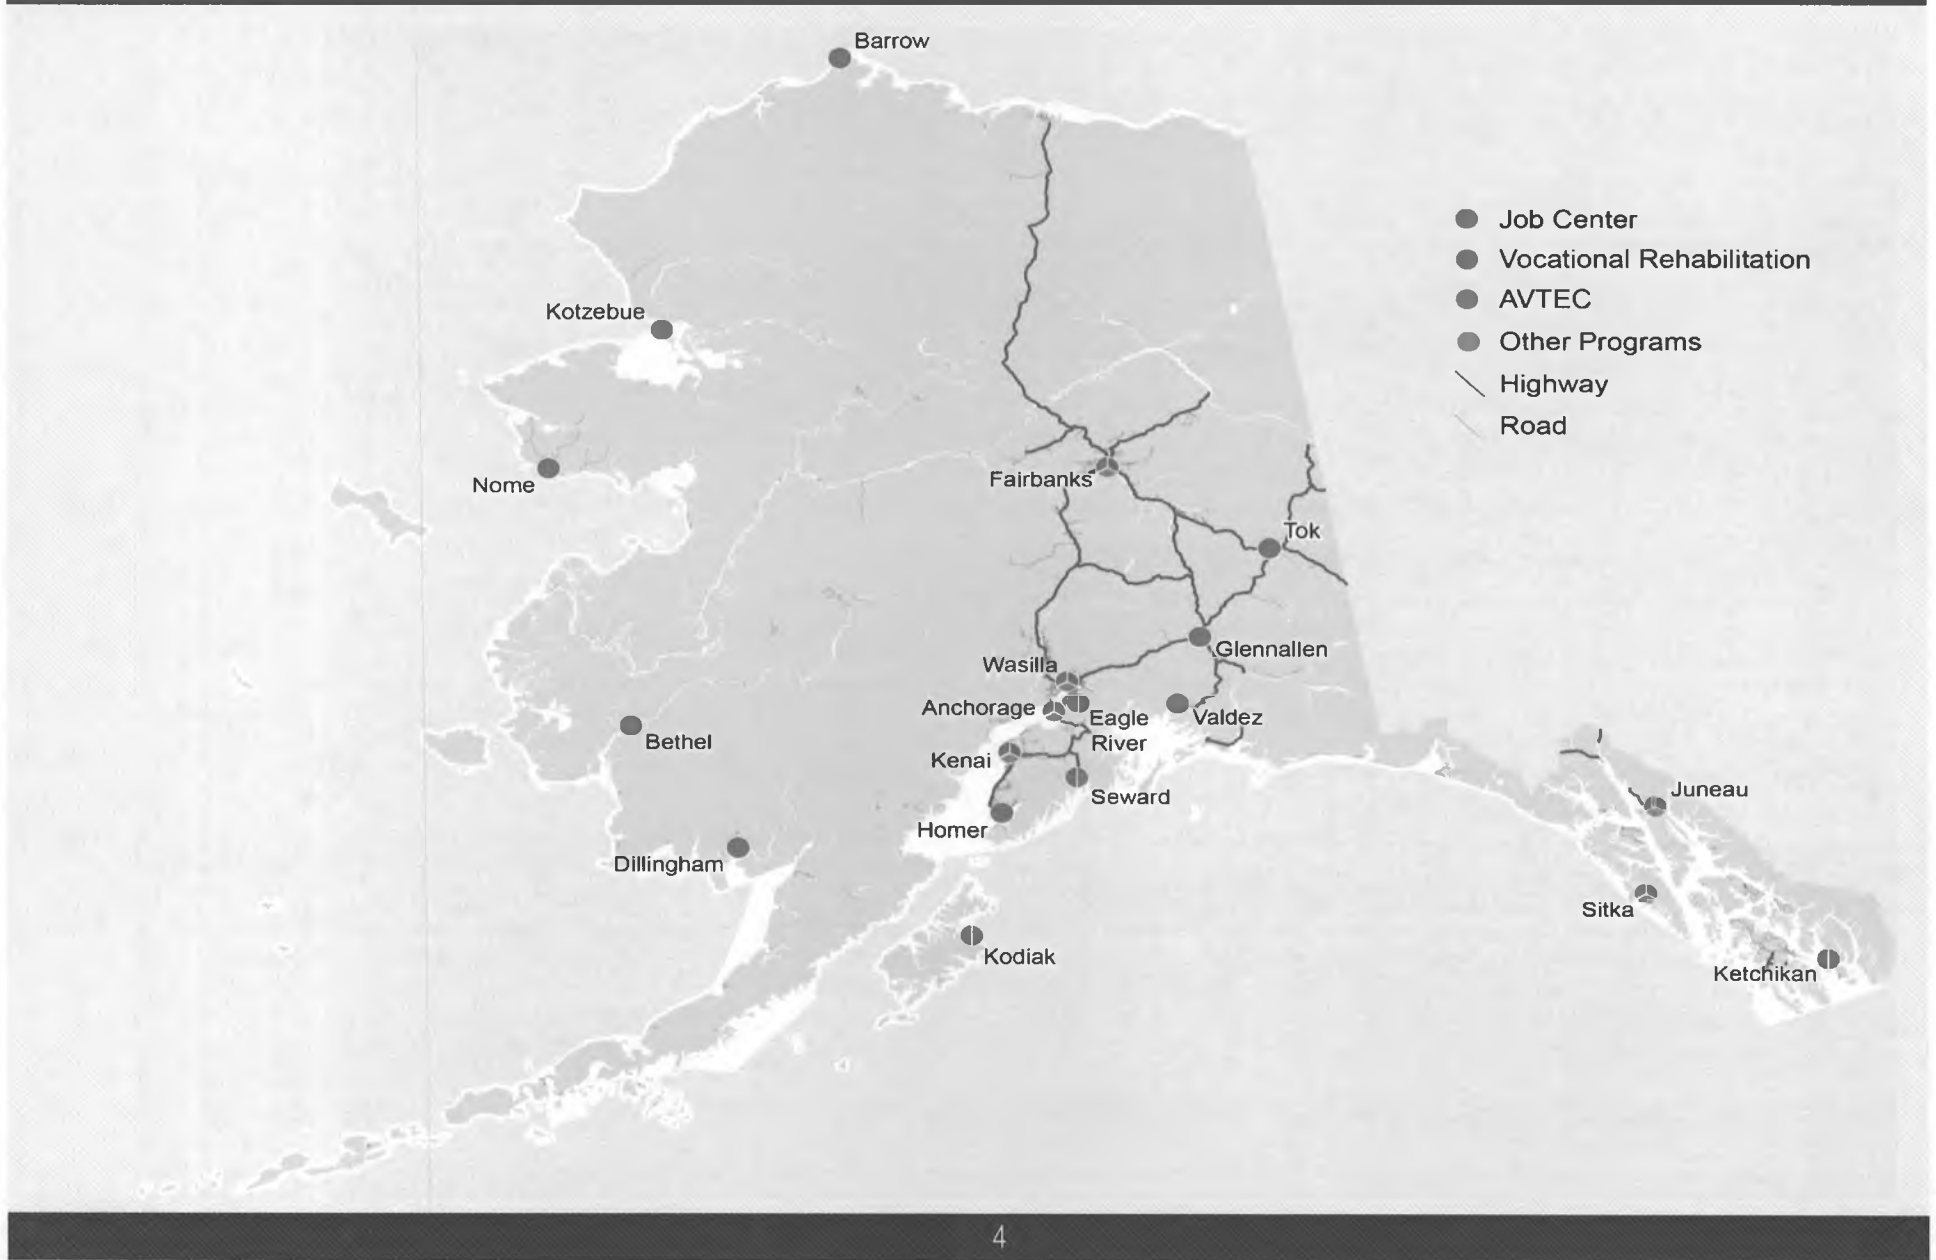 Barrow
Job Center
Vocational Rehabilitation
AVTEC
Other Programs
Highway
Road
Kotzebue
Nome
Fairbanks
Tok
Glennallen
Wasilla
Anchorage
Eagle
River
Valdez
Bethel
Kenai
Seward
Juneau
Homer
Dillingham
Sitka
Kodiak
Ketchikan
4